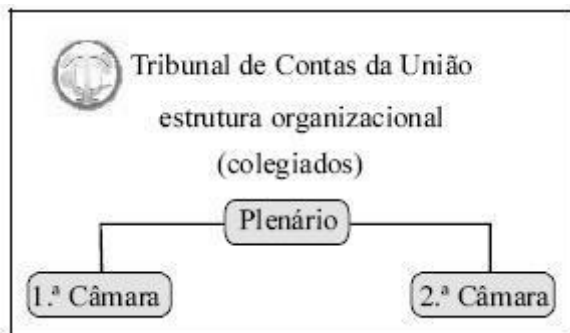 Tribunal de Contas da União
estrutura organizacional
(colegiados)
Plenário
1.ª Câmara
2.ª Câmara